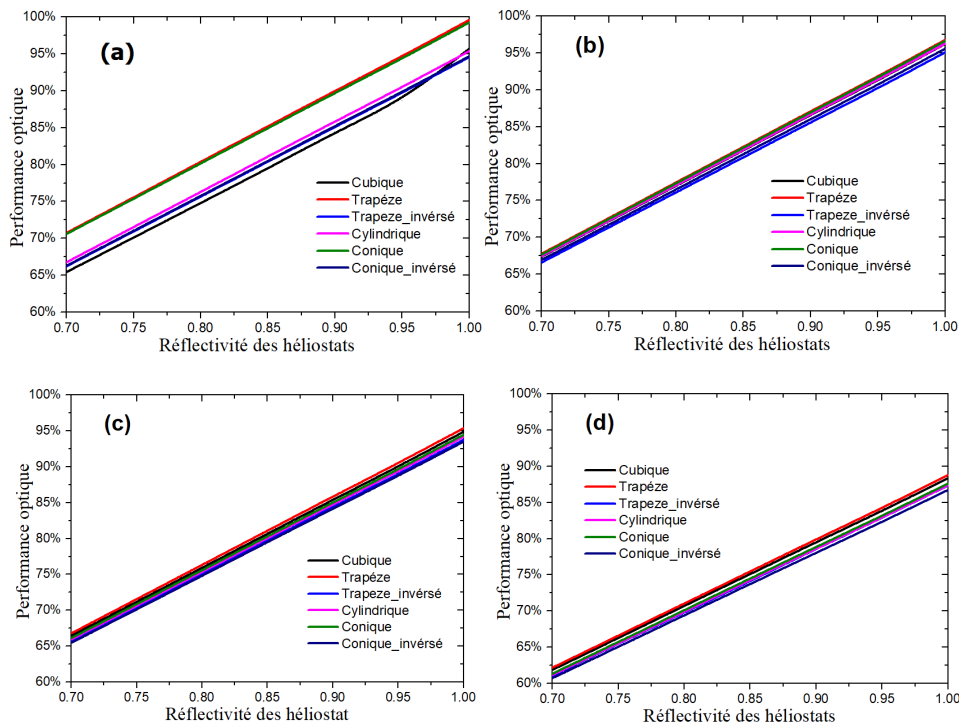 (a)
Performance optique
100%
95%
90%
85%
80%
75%
70%
65%
60%
Cubique
Trapéze
Trapeze_invérsé
Cylindrique
Conique
Conique_invérsé
0.70 0.75 0.80 0.85 0.90 0.95 1.00
Réflectivité des héliostats
(b)
Performance optique
100%
95%
90%
85%
80%
75%
70%
65%
60%
Cubique
Trapéze
Trapeze_invérsé
Cylindrique
Conique
Conique_invérsé
0.70 0.75 0.80 0.85 0.90 0.95 1.00
Réflectivité des héliostats
(c)
Performance optique
100%
95%
90%
85%
80%
75%
70%
65%
60%
Cubique
Trapéze
Trapeze_invérsé
Cylindrique
Conique
Conique_invérsé
0.70 0.75 0.80 0.85 0.90 0.95 1.00
Réflectivité des héliostat
(d)
Performance optique
100%
95%
90%
85%
80%
75%
70%
65%
60%
Cubique
Trapéze
Trapeze_invérsé
Cylindrique
Conique
Conique_invérsé
0.70 0.75 0.80 0.85 0.90 0.95 1.00
Réflectivité des héliostats